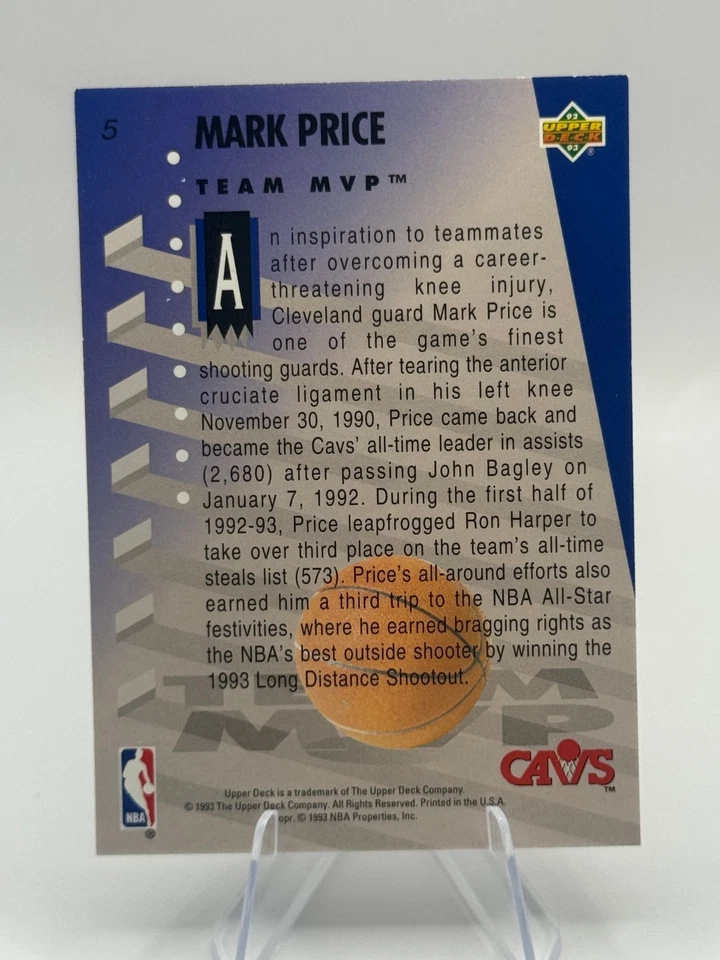 5
MARK PRICE
92
UPPER
DECK
93
®
TEAM MVP™
An inspiration to teammates
after overcoming a career-
threatening knee injury,
Cleveland guard Mark Price is
one of the game's finest
shooting guards. After tearing the anterior
cruciate ligament in his left knee
November 30, 1990, Price came back and
became the Cavs' all-time leader in assists
(2,680) after passing John Bagley on
January 7, 1992. During the first half of
1992-93, Price leapfrogged Ron Harper to
take over third place on the team's all-time
steals list (573). Price's all-around efforts also
earned him a third trip to the NBA All-Star
festivities, where he earned bragging rights as
the NBA's best outside shooter by winning the
1993 Long Distance Shootout.
TEAM
MVP
CAVS
™
NBA
®
Upper Deck is a trademark of The Upper Deck Company.
© 1993 The Upper Deck Company. All Rights Reserved. Printed in the U.S.A.
opr. © 1993 NBA Properties, Inc.